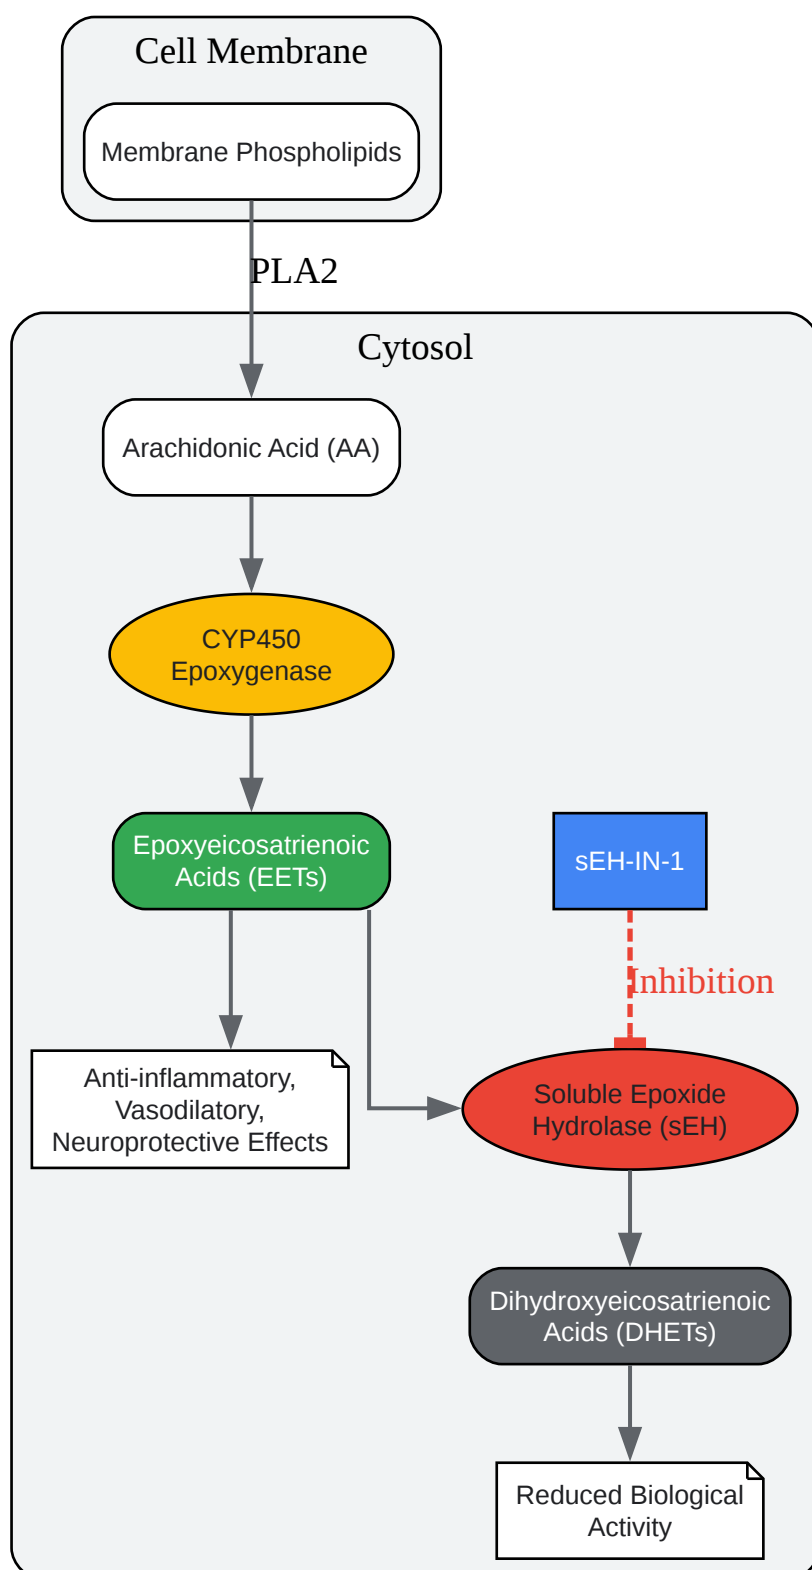 Cell Membrane
Membrane Phospholipids
PLA2
Cytosol
Arachidonic Acid (AA)
CYP450
Epoxygenase
Epoxyeicosatrienoic
Acids (EETs)
sEH-IN-1
Inhibition
Anti-inflammatory,
Vasodilatory,
Neuroprotective Effects
Soluble Epoxide
Hydrolase (sEH)
Dihydroxyeicosatrienoic
Acids (DHETs)
Reduced Biological
Activity